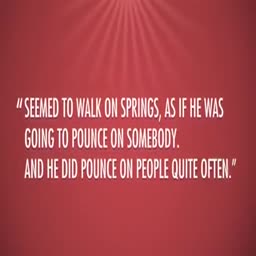 “SEEMED TO WALK ON SPRINGS, AS IF HE WAS
GOING TO POUNCE ON SOMEBODY.
AND HE DID POUNCE ON PEOPLE QUITE OFTEN.”